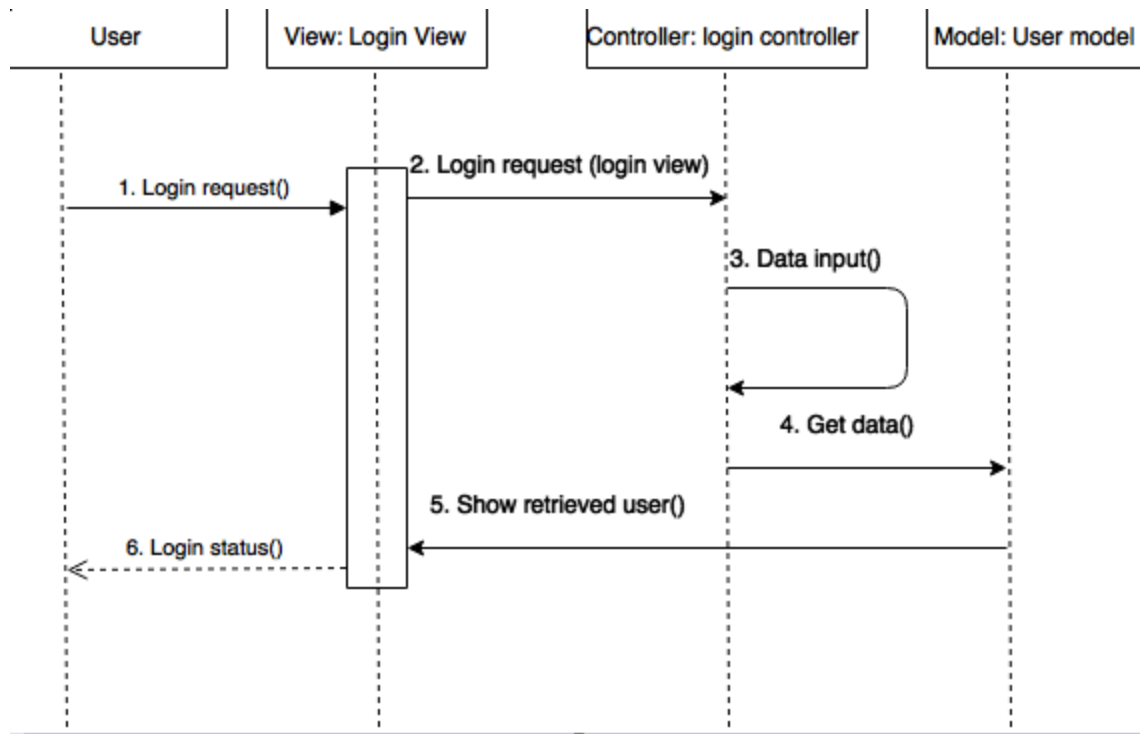 User
View: Login View
Controller: login controller
Model: User model
2. Login request (login view)
1. Login request()
3. Data input()
4. Get data()
5. Show retrieved user()
6. Login status()